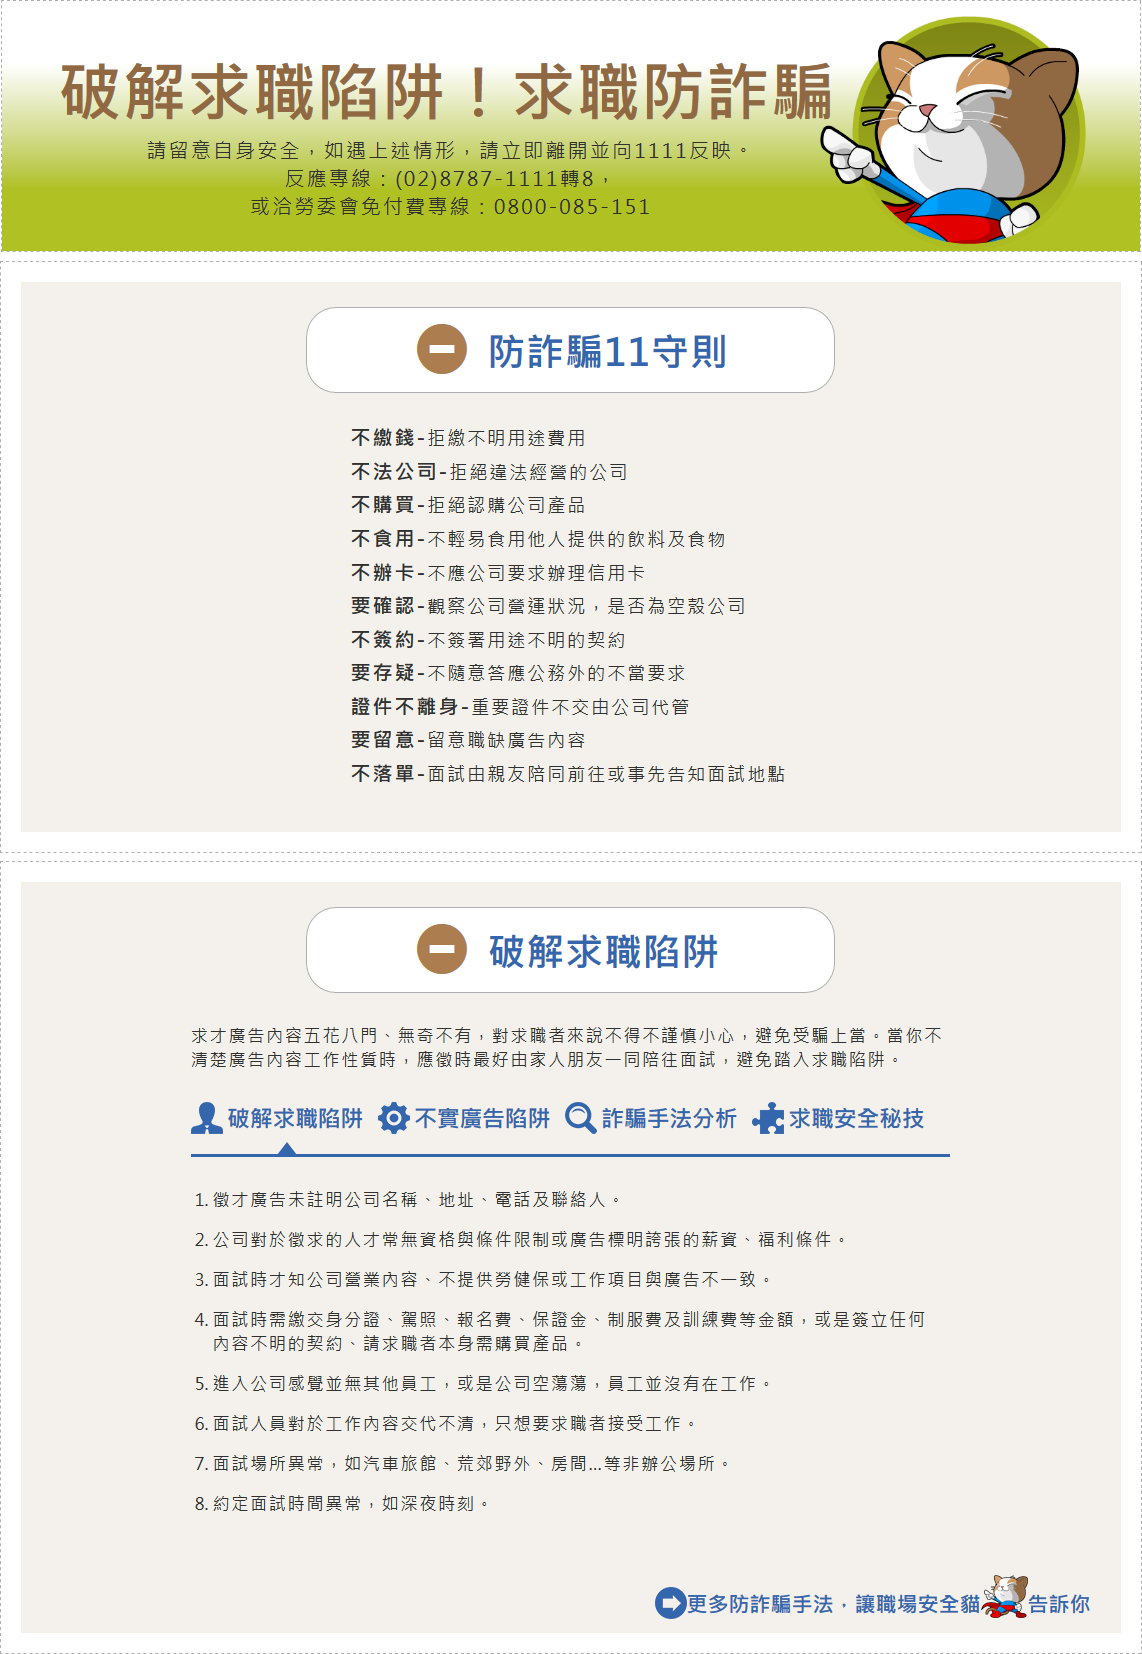 破解求職陷阱！求職防詐騙
請留意自身安全，如遇上述情形，請立即離開並向1111反映。
反應專線：(02)8787-1111轉8，
或洽勞委會免付費專線：0800-085-151
防詐騙11守則
不繳錢-拒繳不明用途費用
不法公司-拒絕違法經營的公司
不購買-拒絕認購公司產品
不食用-不輕易食用他人提供的飲料及食物
不辦卡-不應公司要求辦理信用卡
要確認-觀察公司營運狀況，是否為空殼公司
不簽約-不簽署用途不明的契約
要存疑-不隨意答應公務外的不當要求
證件不離身-重要證件不交由公司代管
要留意-留意職缺廣告內容
不落單-面試由親友陪同前往或事先告知面試地點
破解求職陷阱
求才廣告內容五花八門、無奇不有，對求職者來說不得不謹慎小心，避免受騙上當。當你不
清楚廣告內容工作性質時，應徵時最好由家人朋友一同陪往面試，避免踏入求職陷阱。
破解求職陷阱 不實廣告陷阱 詐騙手法分析 求職安全秘技
1. 徵才廣告未註明公司名稱、地址、電話及聯絡人。
2. 公司對於徵求的人才常無資格與條件限制或廣告標明誇張的薪資、福利條件。
3. 面試時才知公司營業內容、不提供勞健保或工作項目與廣告不一致。
4. 面試時需繳交身分證、駕照、報名費、保證金、制服費及訓練費等金額，或是簽立任何
內容不明的契約、請求職者本身需購買產品。
5. 進入公司感覺並無其他員工，或是公司空蕩蕩，員工並沒有在工作。
6. 面試人員對於工作內容交代不清，只想要求職者接受工作。
7. 面試場所異常，如汽車旅館、荒郊野外、房間...等非辦公場所。
8. 約定面試時間異常，如深夜時刻。
更多防詐騙手法，讓職場安全貓告訴你